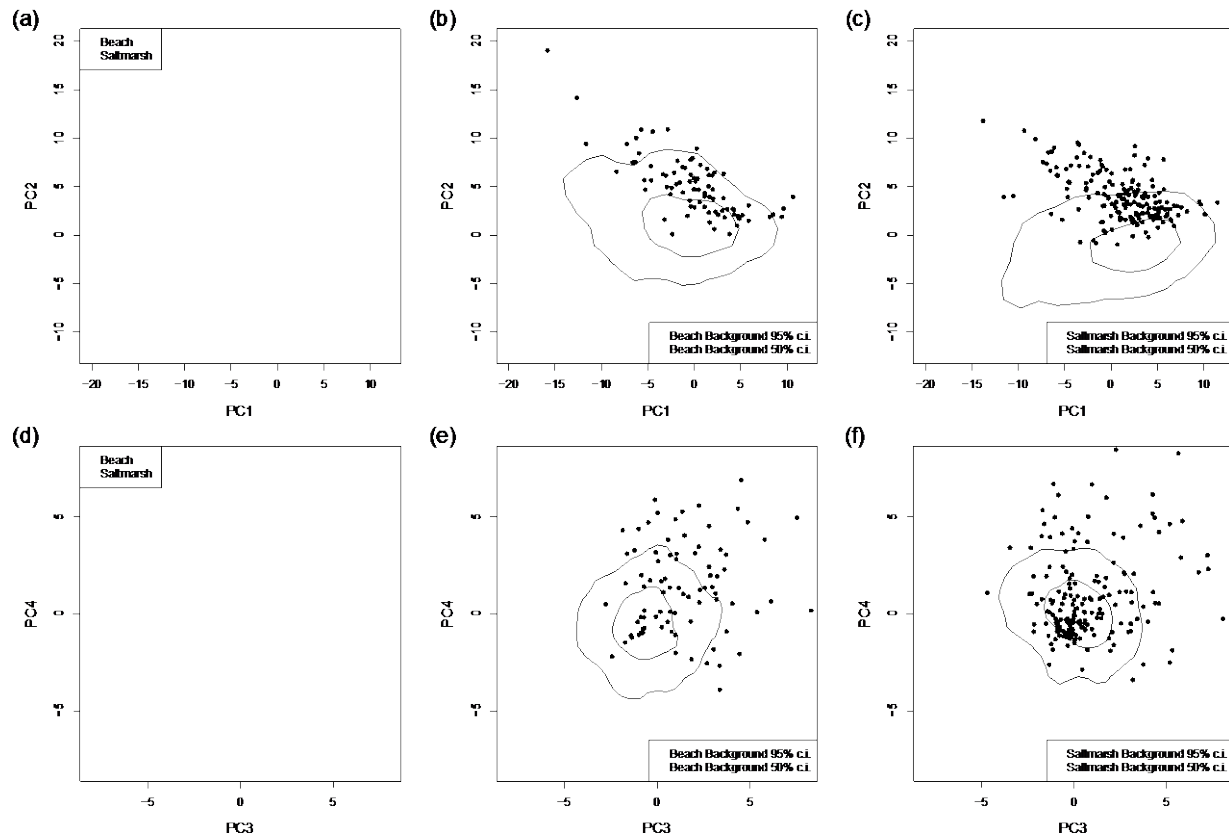 (a)
20
15
10
5
0
−5
−10
PC2
Beach
Saltmarsh
−20 −15 −10 −5 0 5 10
PC1
(b)
20
15
10
5
0
−5
−10
PC2
Beach Background 95% c.i.
Beach Background 50% c.i.
−20 −15 −10 −5 0 5 10
PC1
(c)
20
15
10
5
0
−5
−10
PC2
Saltmarsh Background 95% c.i.
Saltmarsh Background 50% c.i.
−20 −15 −10 −5 0 5 10
PC1
(d)
5
0
−5
PC4
Beach
Saltmarsh
−5 0 5
PC3
(e)
5
0
−5
PC4
Beach Background 95% c.i.
Beach Background 50% c.i.
−5 0 5
PC3
(f)
5
0
−5
PC4
Saltmarsh Background 95% c.i.
Saltmarsh Background 50% c.i.
−5 0 5
PC3